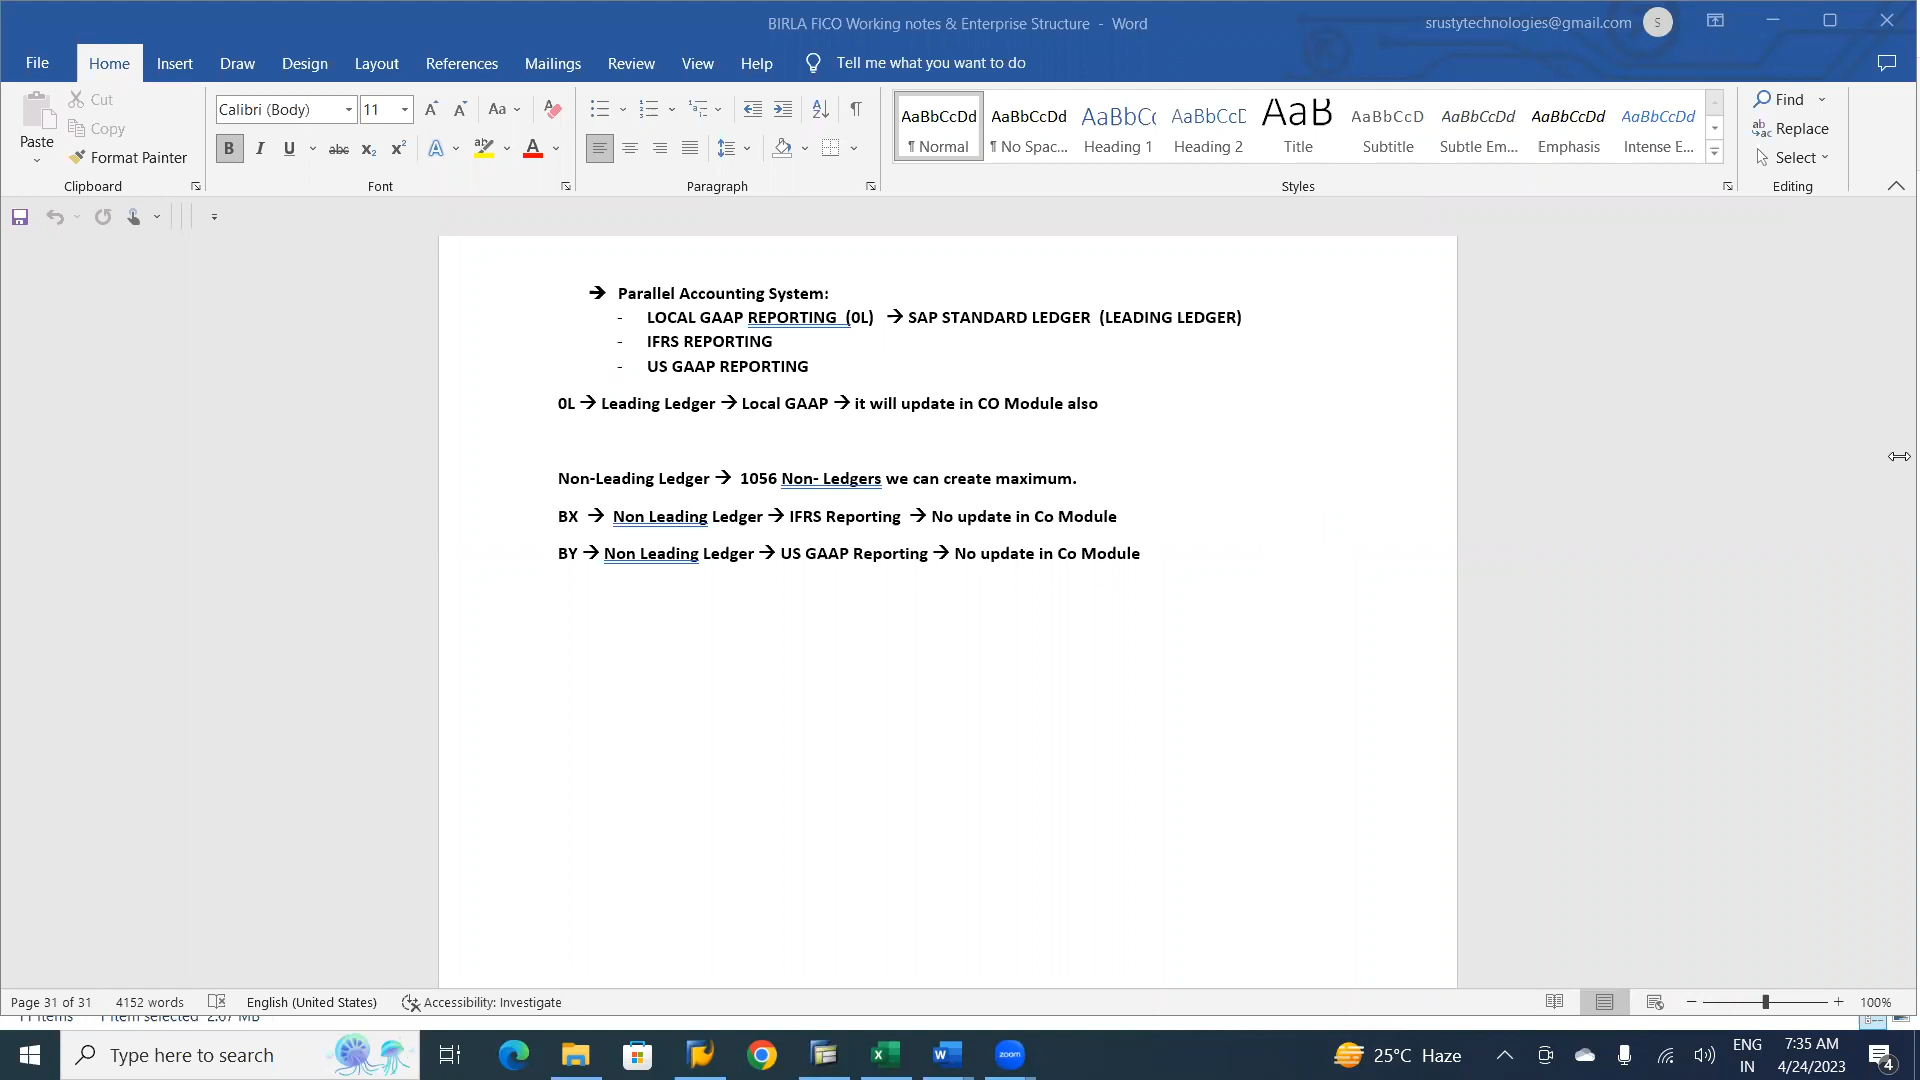 BIRLA FICO Working notes & Enterprise Structure - Word
srustytechnologies@gmail.com S
File Home Insert Draw Design Layout References Mailings Review View Help Tell me what you want to do
Paste
Cut
Copy
Format Painter
Clipboard
Calibri (Body) 11
Font
Paragraph
AaBbCcDd AaBbCcDd AaBbCc AaBbCcD AaB AaBbCcD AaBbCcDd AaBbCcDd AaBbCcDd
¶ Normal ¶ No Spac... Heading 1 Heading 2 Title Subtitle Subtle Em... Emphasis Intense E...
Styles
Find
Replace
Select
Editing
→ Parallel Accounting System:
- LOCAL GAAP REPORTING (0L) → SAP STANDARD LEDGER (LEADING LEDGER)
- IFRS REPORTING
- US GAAP REPORTING
0L → Leading Ledger → Local GAAP → it will update in CO Module also
Non-Leading Ledger → 1056 Non- Ledgers we can create maximum.
BX → Non Leading Ledger → IFRS Reporting → No update in Co Module
BY → Non Leading Ledger → US GAAP Reporting → No update in Co Module
Page 31 of 31 4152 words English (United States) Accessibility: Investigate 100%
Type here to search
zoom
25°C Haze
ENG
IN
7:35 AM
4/24/2023
4